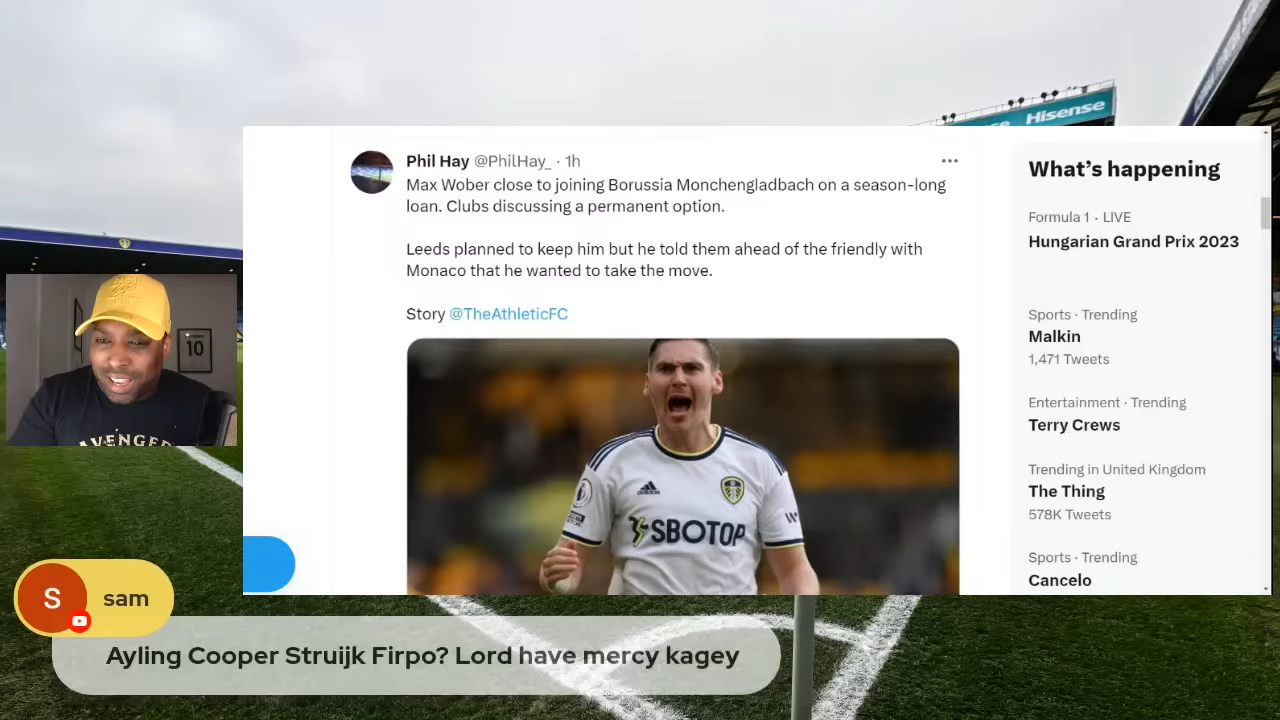 Hisense
Phil Hay @PhilHay_ · 1h
Max Wober close to joining Borussia Monchengladbach on a season-long
loan. Clubs discussing a permanent option.
Leeds planned to keep him but he told them ahead of the friendly with
Monaco that he wanted to take the move.
Story @TheAthleticFC
SBOTOP
What's happening
Formula 1 · LIVE
Hungarian Grand Prix 2023
Sports · Trending
Malkin
1,471 Tweets
Entertainment · Trending
Terry Crews
Trending in United Kingdom
The Thing
578K Tweets
Sports · Trending
Cancelo
10
AVENGER
S
sam
Ayling Cooper Struijk Firpo? Lord have mercy kagey